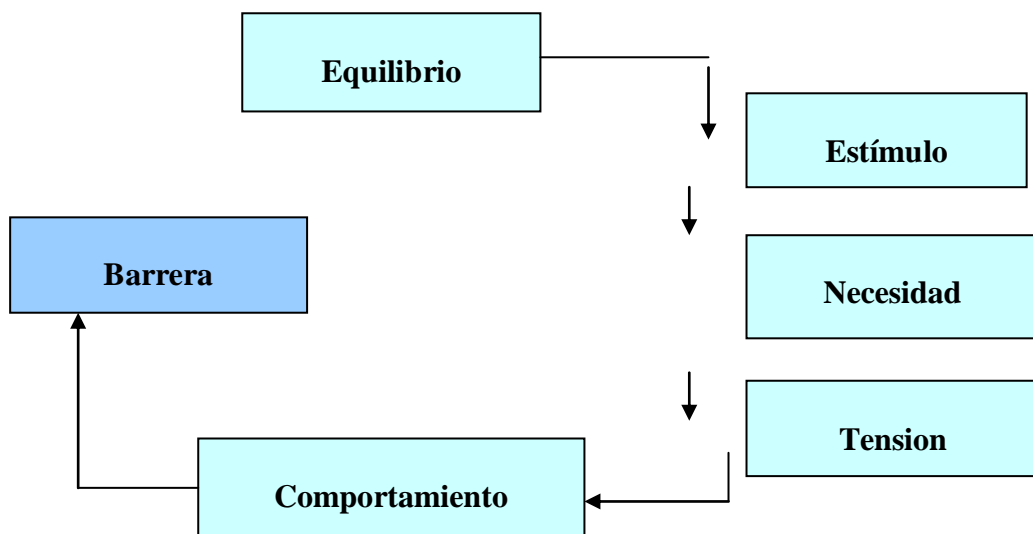 Equilibrio
Estímulo
Barrera
Necesidad
Tension
Comportamiento